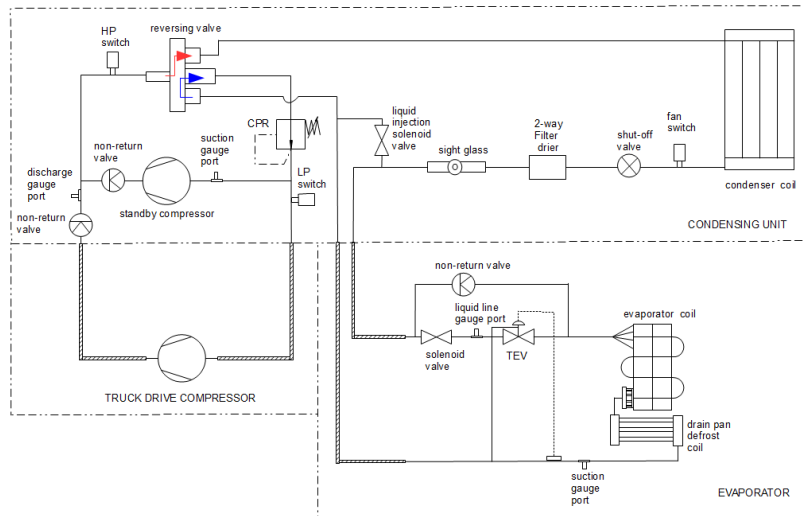 HP
switch
reversing valve
CPR
suction
gauge
port
non-return
valve
discharge
gauge
port
standby compressor
LP
switch
non-return
valve
liquid
injection
solenoid
valve
sight glass
2-way
Filter
drier
shut-off
valve
fan
switch
condenser coil
CONDENSING UNIT
TRUCK DRIVE COMPRESSOR
non-return valve
liquid line
gauge port
solenoid
valve
TEV
evaporator coil
drain pan
defrost
coil
suction
gauge
port
EVAPORATOR